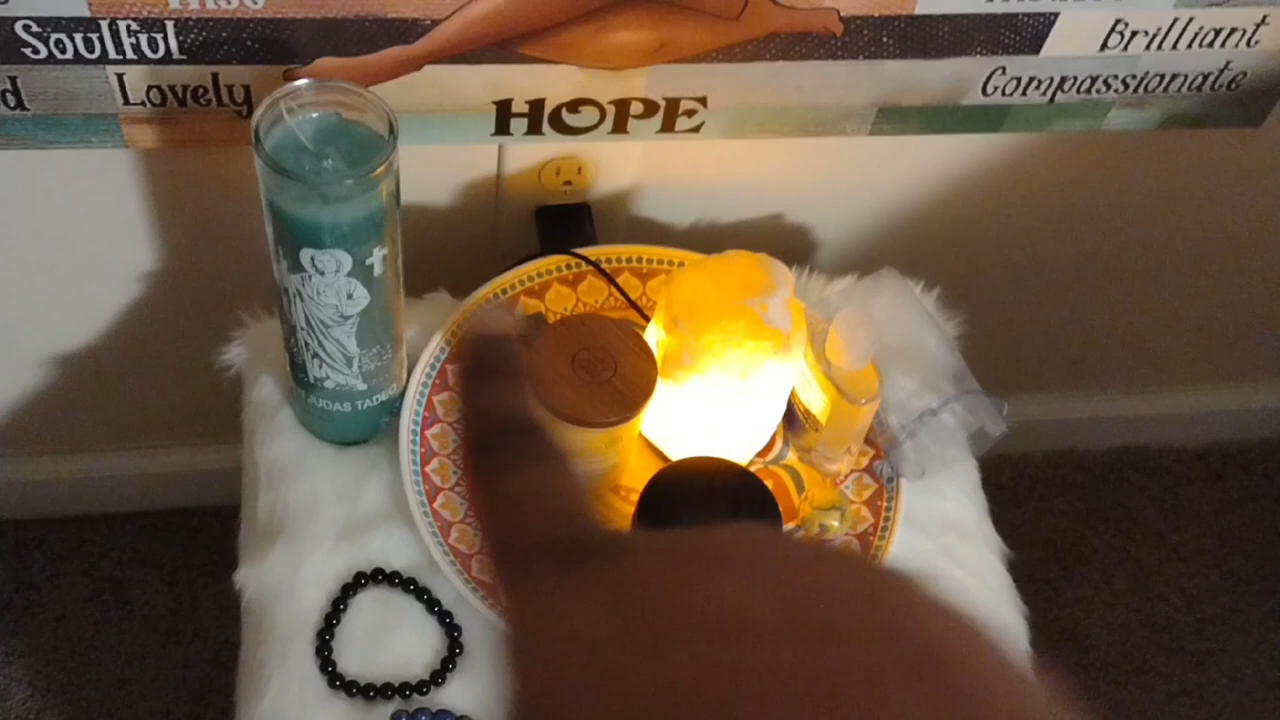 Soulful
Brilliant
d Lovely
HOPE
Compassionate
JUDAS TADEO